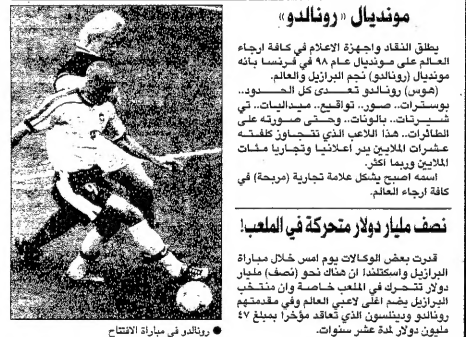 مونديال «رونالدو»
يطلق النقاد واجهزة الاعلام في كافة ارجاء
العالم على مونديال عام ٩٨ في فرنسا بانه
مونديال (رونالدو) نجم البرازيل والعالم.
(هوس) رونالدو تعدى كل الحدود..
بوسترات.. صور.. تواقيع.. ميداليات.. تي
شيرتات.. بالونات.. وحتى صورته على
الطائرات.. هذا اللاعب الذي تتجاوز كلفته
عشرات الملايين يدر اعلانيا وتجاريا مئات
الملايين وربما اكثر.
اسمه اصبح يشكل علامة تجارية (مربحة) في
كافة ارجاء العالم.
نصف مليار دولار متحركة في الملعب!
قدرت بعض الوكالات يوم امس خلال مباراة
البرازيل واسكتلندا ان هناك نحو (نصف) مليار
دولار تتحرك في الملعب خاصة وان منتخب
البرازيل يضم اغلى لاعبي العالم وفي مقدمتهم
رونالدو ودينلسون الذي تعاقد مؤخرا بمبلغ ٤٧
مليون دولار لمدة عشر سنوات.
● رونالدو في مباراة الافتتاح